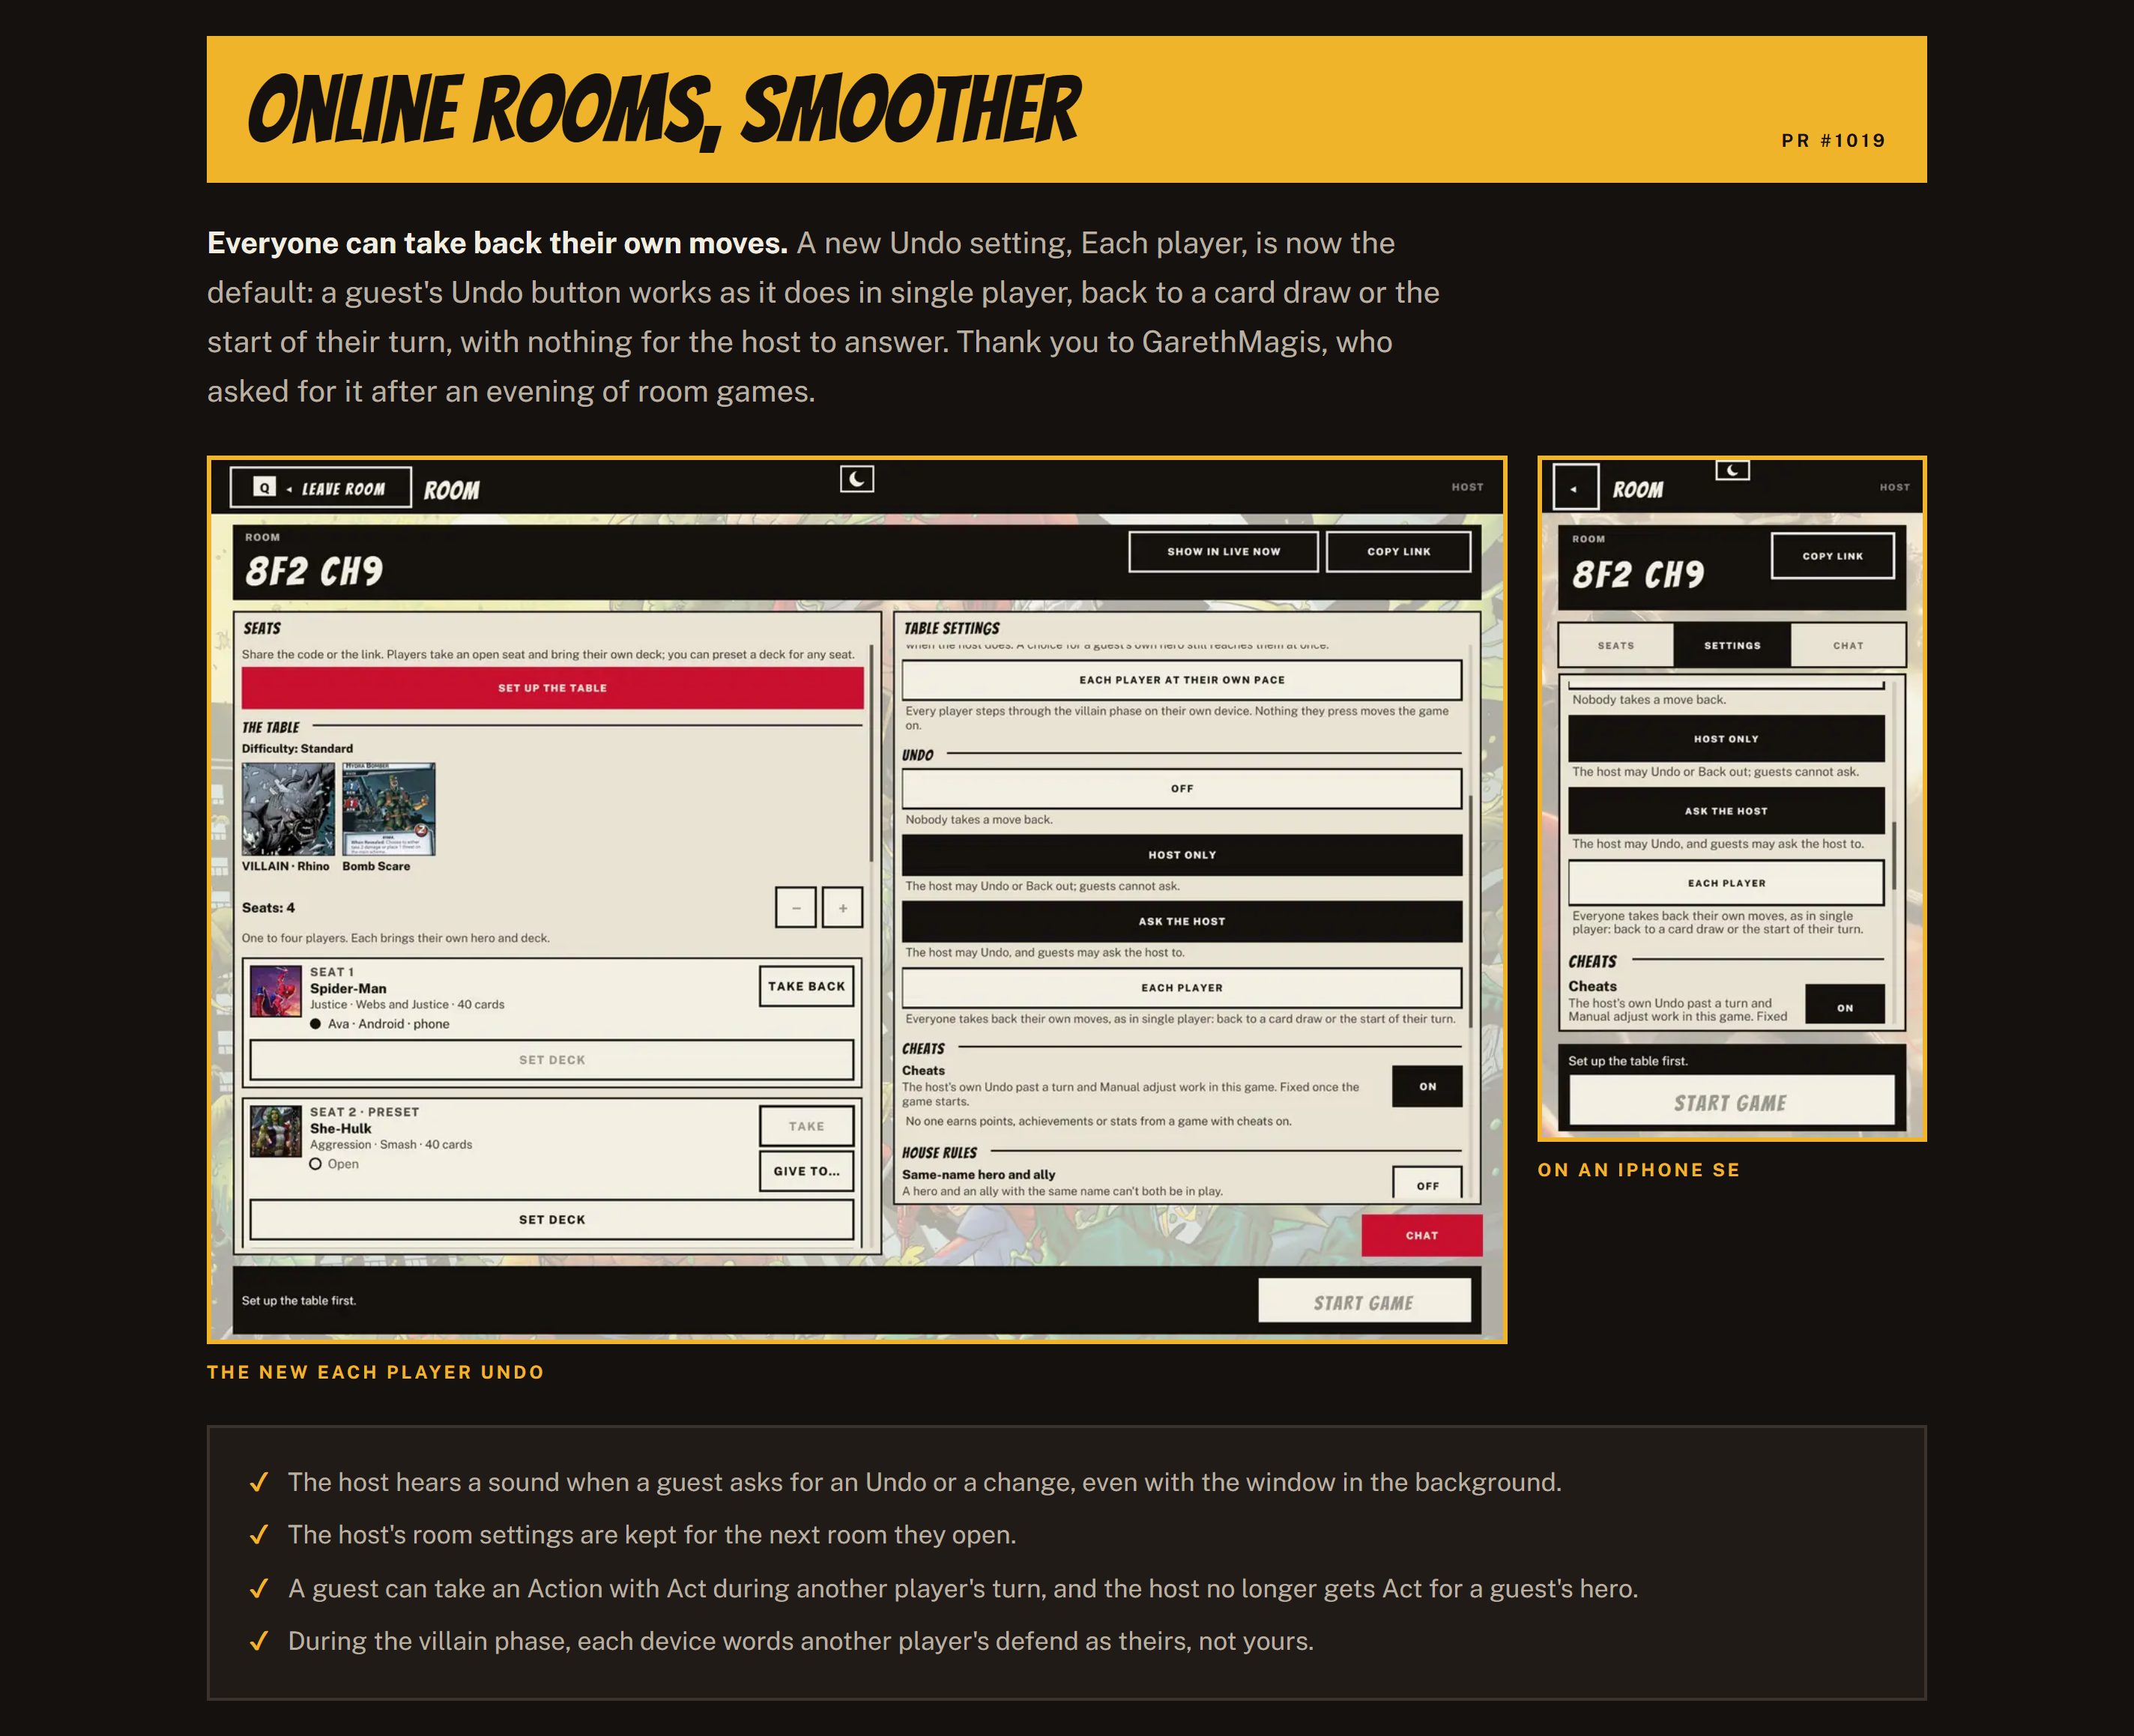 ONLINE ROOMS, SMOOTHER
PR #1019
Everyone can take back their own moves. A new Undo setting, Each player, is now the
default: a guest's Undo button works as it does in single player, back to a card draw or the
start of their turn, with nothing for the host to answer. Thank you to GarethMagis, who
asked for it after an evening of room games.
Q ◂ LEAVE ROOM
ROOM
HOST
ROOM
8F2 CH9
SHOW IN LIVE NOW
COPY LINK
SEATS
Share the code or the link. Players take an open seat and bring their own deck; you can preset a deck for any seat.
SET UP THE TABLE
THE TABLE
Difficulty: Standard
HYDRA BOMBER
VILLAIN · Rhino
Bomb Scare
Seats: 4
− +
One to four players. Each brings their own hero and deck.
SEAT 1
Spider-Man
Justice · Webs and Justice · 40 cards
Ava · Android · phone
TAKE BACK
SET DECK
SEAT 2 · PRESET
She-Hulk
Aggression · Smash · 40 cards
Open
TAKE
GIVE TO...
SET DECK
TABLE SETTINGS
when the host does. A choice for a guest's own hero still reaches them at once.
EACH PLAYER AT THEIR OWN PACE
Every player steps through the villain phase on their own device. Nothing they press moves the game
on.
UNDO
OFF
Nobody takes a move back.
HOST ONLY
The host may Undo or Back out; guests cannot ask.
ASK THE HOST
The host may Undo, and guests may ask the host to.
EACH PLAYER
Everyone takes back their own moves, as in single player: back to a card draw or the start of their turn.
CHEATS
Cheats
The host's own Undo past a turn and Manual adjust work in this game. Fixed once the
game starts.
ON
No one earns points, achievements or stats from a game with cheats on.
HOUSE RULES
Same-name hero and ally
A hero and an ally with the same name can't both be in play.
OFF
CHAT
Set up the table first.
START GAME
THE NEW EACH PLAYER UNDO
◂ ROOM
HOST
ROOM
8F2 CH9
COPY LINK
SEATS
SETTINGS
CHAT
Nobody takes a move back.
HOST ONLY
The host may Undo or Back out; guests cannot ask.
ASK THE HOST
The host may Undo, and guests may ask the host to.
EACH PLAYER
Everyone takes back their own moves, as in single
player: back to a card draw or the start of their turn.
CHEATS
Cheats
The host's own Undo past a turn and
Manual adjust work in this game. Fixed
ON
Set up the table first.
START GAME
ON AN IPHONE SE
✓ The host hears a sound when a guest asks for an Undo or a change, even with the window in the background.
✓ The host's room settings are kept for the next room they open.
✓ A guest can take an Action with Act during another player's turn, and the host no longer gets Act for a guest's hero.
✓ During the villain phase, each device words another player's defend as theirs, not yours.